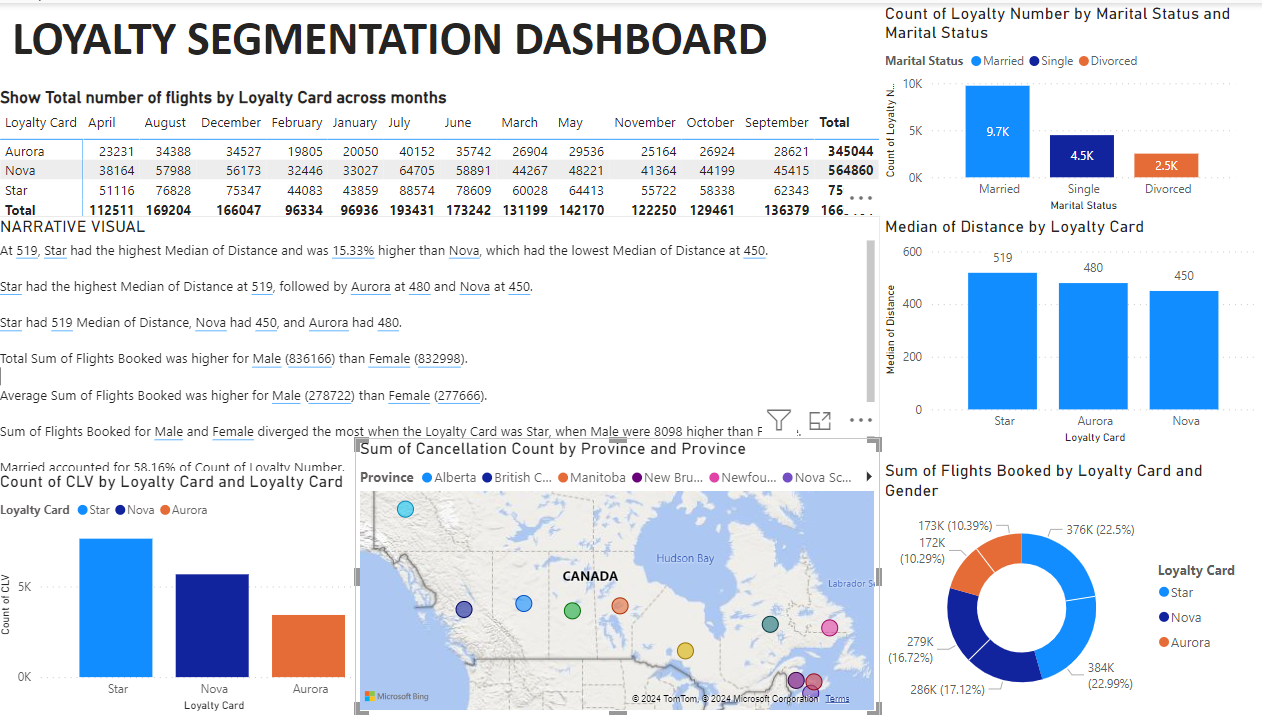 LOYALTY SEGMENTATION DASHBOARD
Show Total number of flights by Loyalty Card across months
Loyalty Card April August December February January July June March May November October September Total
Aurora 23231 34388 34527 19805 20050 40152 35742 26904 29536 25164 26924 28621 345044
Nova 38164 57988 56173 32446 33027 64705 58891 44267 48221 41364 44199 45415 564860
Star 51116 76828 75347 44083 43859 88574 78609 60028 64413 55722 58338 62343 75
Total 112511 169204 166047 96334 96936 193431 173242 131199 142170 122250 129461 136379 166
NARRATIVE VISUAL
At 519, Star had the highest Median of Distance and was 15.33% higher than Nova, which had the lowest Median of Distance at 450.
Star had the highest Median of Distance at 519, followed by Aurora at 480 and Nova at 450.
Star had 519 Median of Distance, Nova had 450, and Aurora had 480.
Total Sum of Flights Booked was higher for Male (836166) than Female (832998).
Average Sum of Flights Booked was higher for Male (278722) than Female (277666).
Sum of Flights Booked for Male and Female diverged the most when the Loyalty Card was Star, when Male were 8098 higher than F
Married accounted for 58.16% of Count of Loyalty Number.
Count of CLV by Loyalty Card and Loyalty Card
Loyalty Card Star Nova Aurora
Count of CLV
5K
0K
Star Nova Aurora
Loyalty Card
Sum of Cancellation Count by Province and Province
Province Alberta British C... Manitoba New Bru... Newfou... Nova Sc...
Hudson Bay
CANADA
Labrador S
Microsoft Bing
© 2024 TomTom, © 2024 Microsoft Corporation Terms
Count of Loyalty Number by Marital Status and
Marital Status
Marital Status Married Single Divorced
Count of Loyalty N...
10K
5K
0K
9.7K
4.5K
2.5K
Married Single Divorced
Marital Status
Median of Distance by Loyalty Card
Median of Distance
600
400
200
0
519
480
450
Star Aurora Nova
Loyalty Card
Sum of Flights Booked by Loyalty Card and
Gender
173K (10.39%)
172K
(10.29%)
279K
(16.72%)
286K (17.12%)
376K (22.5%)
384K
(22.99%)
Loyalty Card
Star
Nova
Aurora